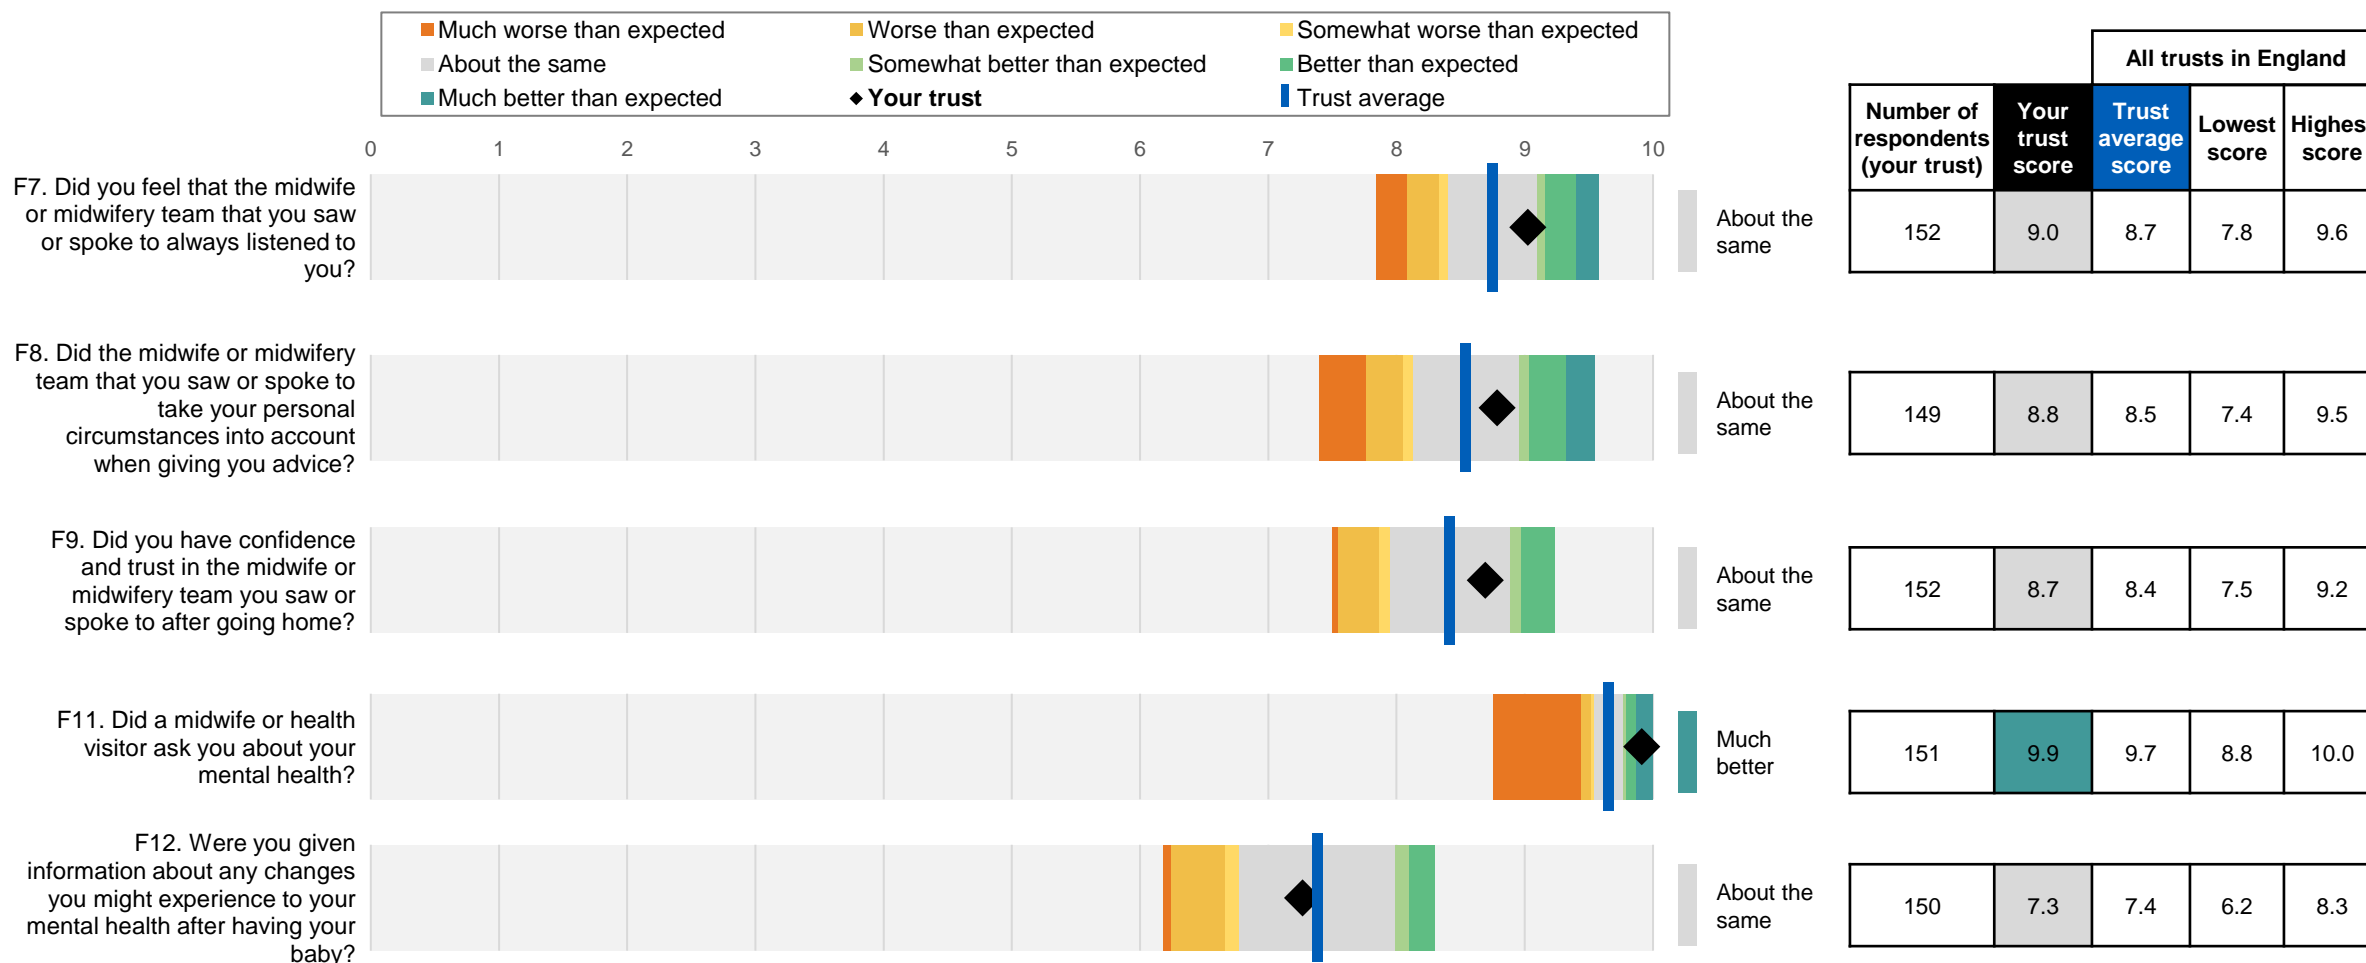 Much worse than expected
Worse than expected
Somewhat worse than expected
About the same
Somewhat better than expected
Better than expected
Much better than expected
Your trust
Trust average
All trusts in England
Number of respondents (your trust)
Your trust score
Trust average score
Lowest score
Highes score
0 1 2 3 4 5 6 7 8 9 10
F7. Did you feel that the midwife
or midwifery team that you saw
or spoke to always listened to
you?
About the
same
152 9.0 8.7 7.8 9.6
F8. Did the midwife or midwifery
team that you saw or spoke to
take your personal
circumstances into account
when giving you advice?
About the
same
149 8.8 8.5 7.4 9.5
F9. Did you have confidence
and trust in the midwife or
midwifery team you saw or
spoke to after going home?
About the
same
152 8.7 8.4 7.5 9.2
F11. Did a midwife or health
visitor ask you about your
mental health?
Much
better
151 9.9 9.7 8.8 10.0
F12. Were you given
information about any changes
you might experience to your
mental health after having your
baby?
About the
same
150 7.3 7.4 6.2 8.3